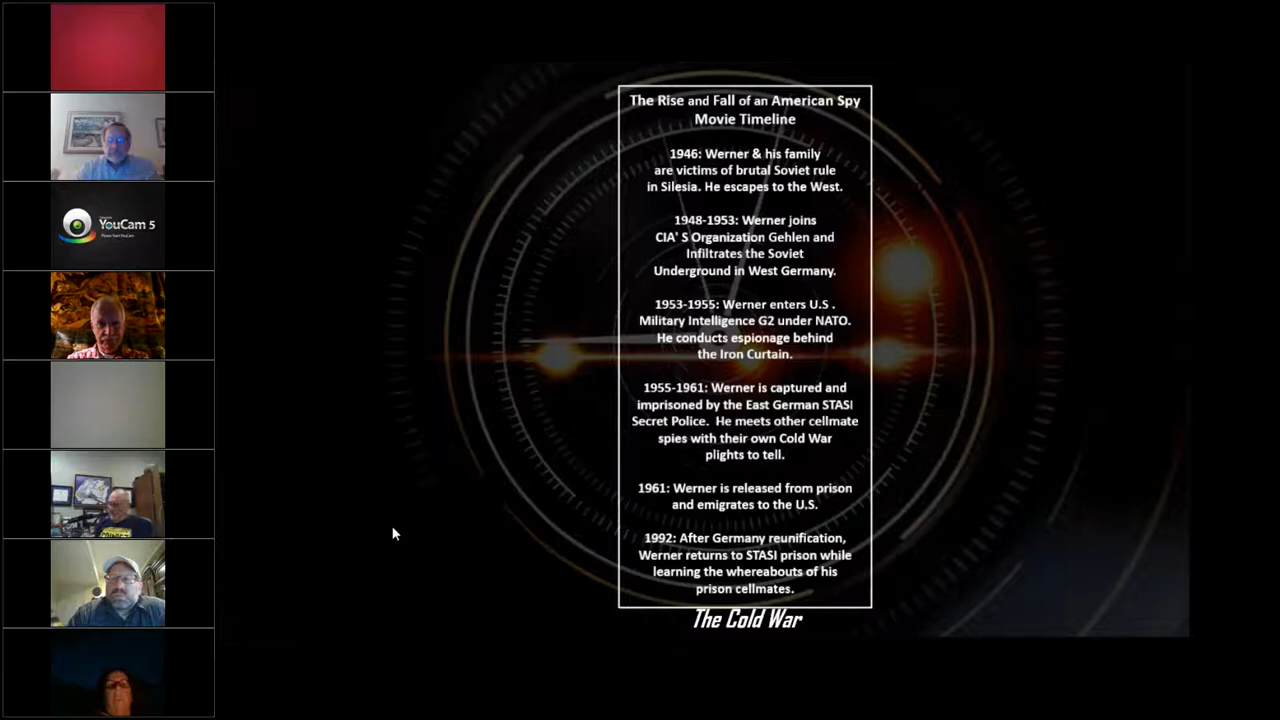 YouCam 5
The Rise and Fall of an American Spy
Movie Timeline
1946: Werner & his family
are victims of brutal Soviet rule
in Silesia. He escapes to the West.
1948-1953: Werner joins
CIA' S Organization Gehlen and
Infiltrates the Soviet
Underground in West Germany.
1953-1955: Werner enters U.S .
Military Intelligence G2 under NATO.
He conducts espionage behind
the Iron Curtain.
1955-1961: Werner is captured and
imprisoned by the East German STASI
Secret Police. He meets other cellmate
spies with their own Cold War
plights to tell.
1961: Werner is released from prison
and emigrates to the U.S.
1992: After Germany reunification,
Werner returns to STASI prison while
learning the whereabouts of his
prison cellmates.
The Cold War